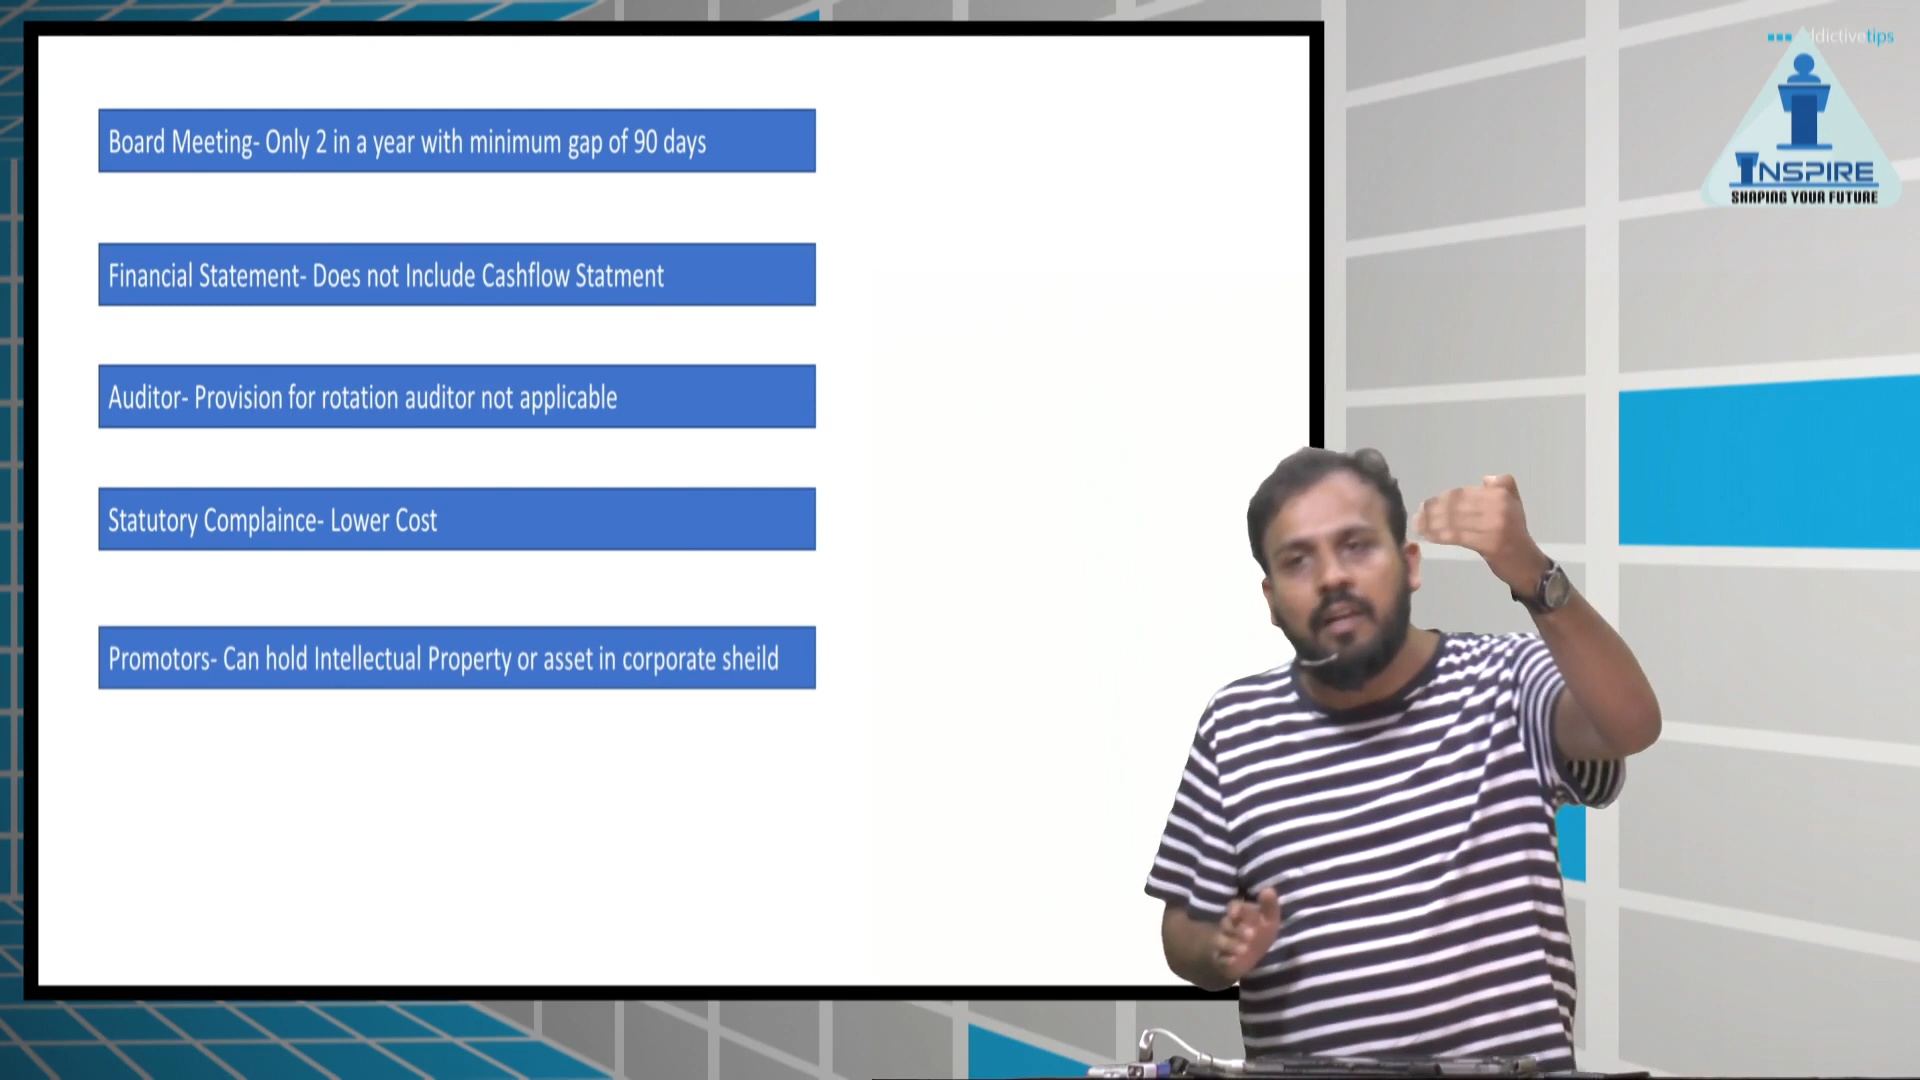 Board Meeting- Only 2 in a year with minimum gap of 90 days
Financial Statement- Does not Include Cashflow Statment
Auditor- Provision for rotation auditor not applicable
Statutory Complaince- Lower Cost
Promotors- Can hold Intellectual Property or asset in corporate sheild
ddictivetips
INSPIRE
SHAPING YOUR FUTURE